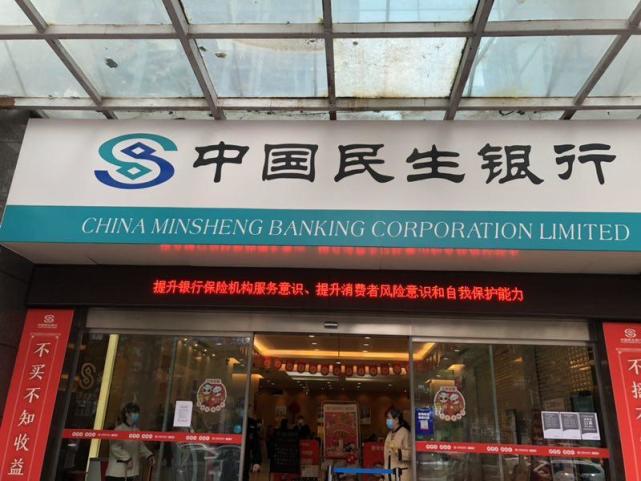 中国民生银行
CHINA MINSHENG BANKING CORPORATION LIMITED
提升银行保险机构服务意识、提升消费者风险意识和自我保护能力
不买不知收益
不买